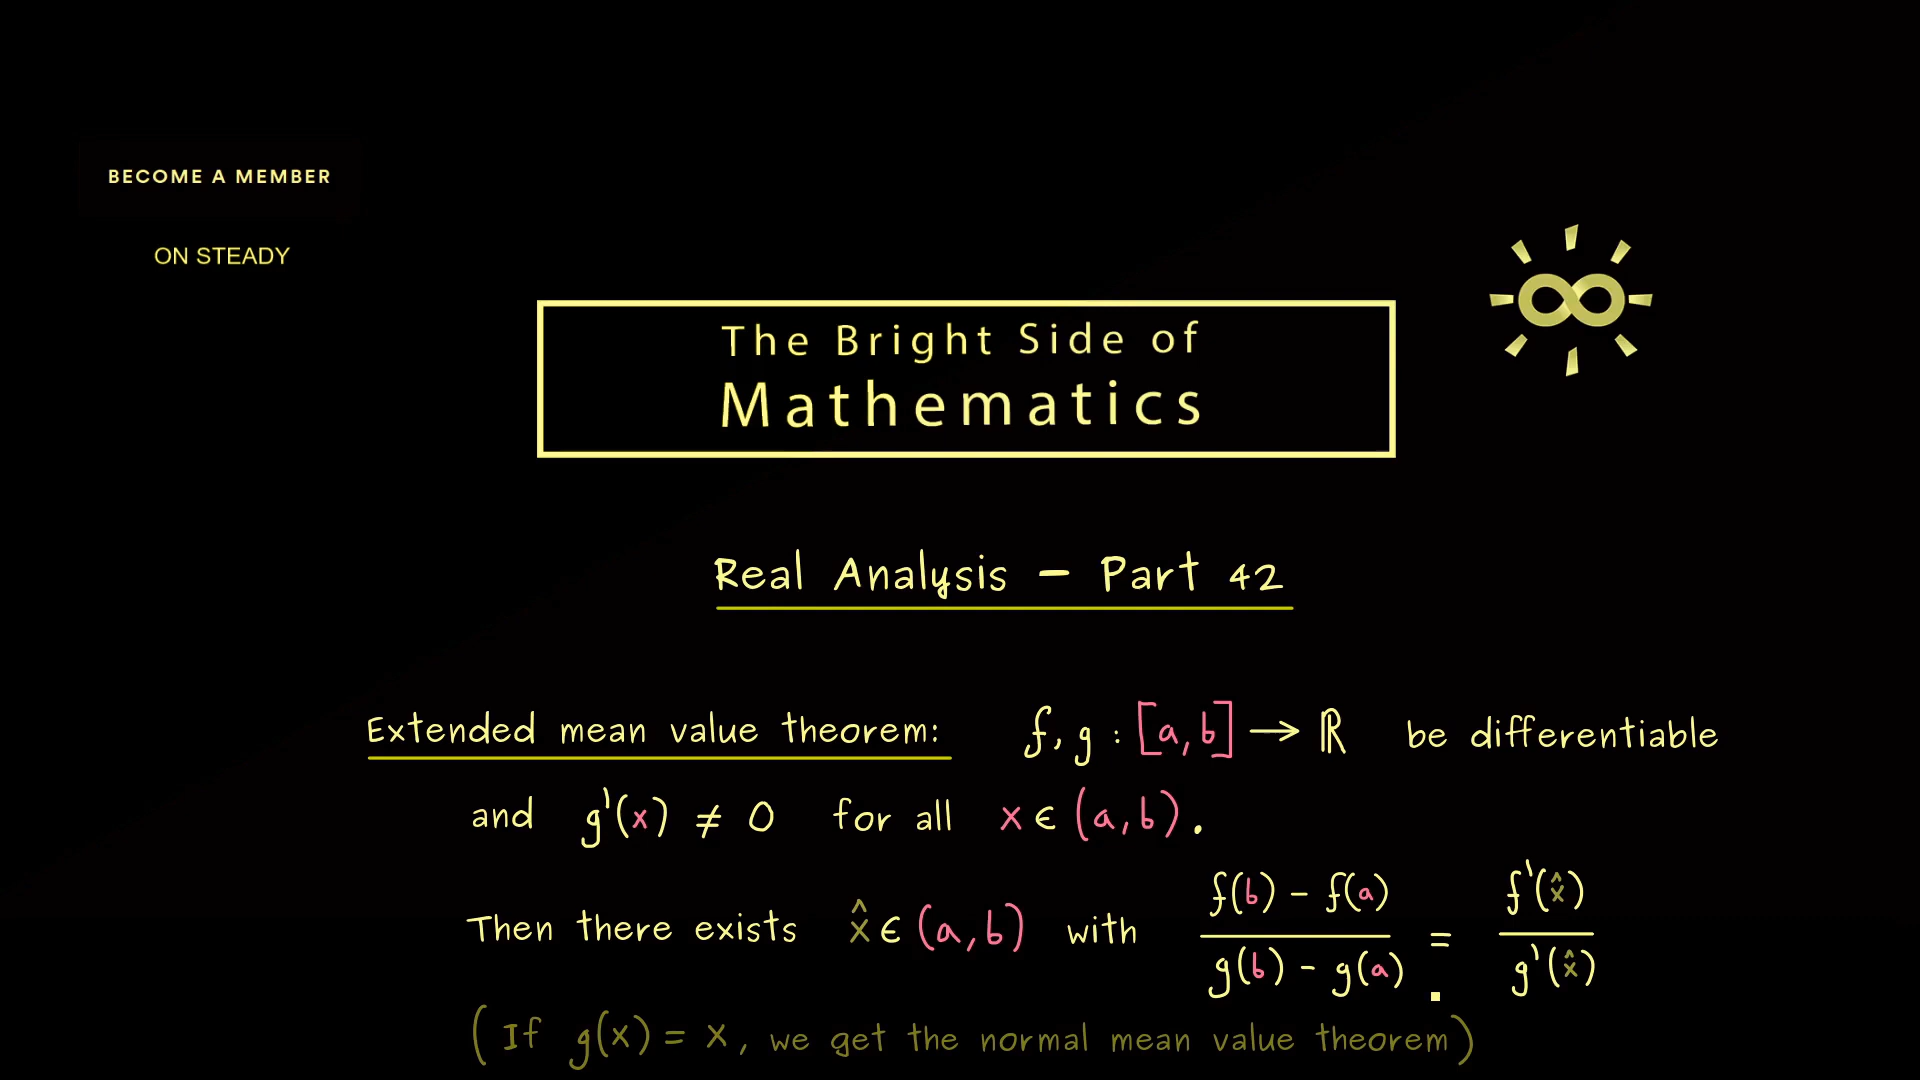 BECOME A MEMBER
ON STEADY
The Bright Side of
Mathematics
Real Analysis – Part 42
Extended mean value theorem: f, g : [a, b] → ℝ be differentiable
and g'(x) ≠ 0 for all x ∈ (a, b).
Then there exists x̂ ∈ (a, b) with (f(b) - f(a))/(g(b) - g(a)) = f'(x̂)/g'(x̂)
(If g(x) = x, we get the normal mean value theorem)